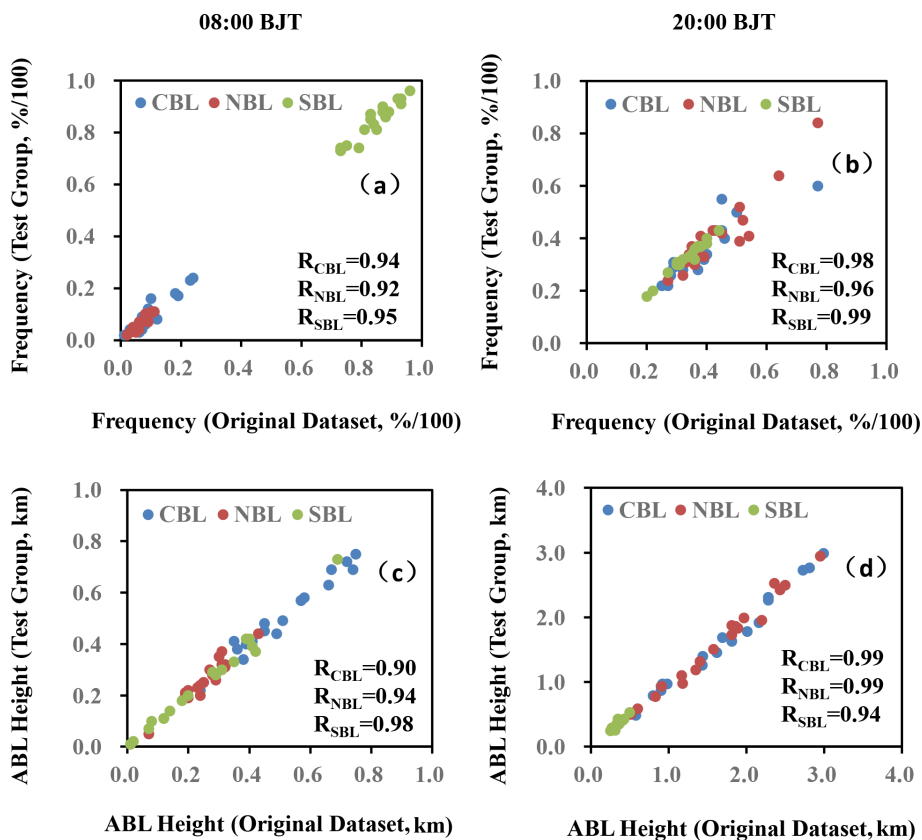 08:00 BJT
20:00 BJT
Frequency (Test Group, %/100)
1.0
0.8
0.6
0.4
0.2
0.0
CBL NBL SBL
（a）
R_CBL=0.94
R_NBL=0.92
R_SBL=0.95
0.0 0.2 0.4 0.6 0.8 1.0
Frequency (Original Dataset, %/100)
Frequency (Test Group, %/100)
1.0
0.8
0.6
0.4
0.2
0.0
CBL NBL SBL
（b）
R_CBL=0.98
R_NBL=0.96
R_SBL=0.99
0.0 0.2 0.4 0.6 0.8 1.0
Frequency (Original Dataset, %/100)
ABL Height (Test Group, km)
1.0
0.8
0.6
0.4
0.2
0.0
CBL NBL SBL
（c）
R_CBL=0.90
R_NBL=0.94
R_SBL=0.98
0.0 0.2 0.4 0.6 0.8 1.0
ABL Height (Original Dataset, km)
ABL Height (Test Group, km)
4.0
3.0
2.0
1.0
0.0
CBL NBL SBL
（d）
R_CBL=0.99
R_NBL=0.99
R_SBL=0.94
0.0 1.0 2.0 3.0 4.0
ABL Height (Original Dataset, km)